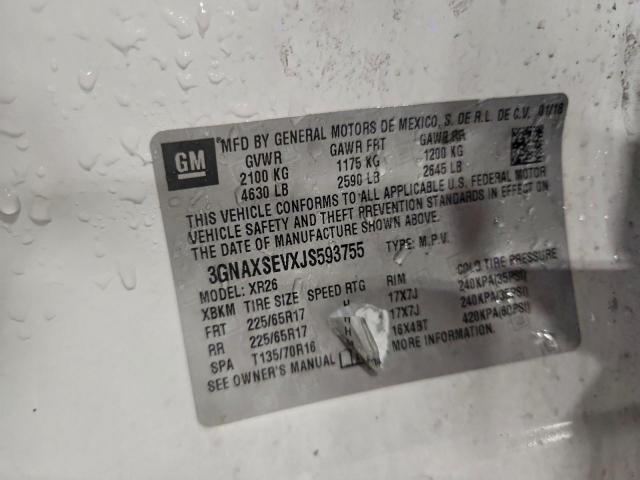 GM
MFD BY GENERAL MOTORS DE MEXICO, S. DE R.L. DE C.V. 01/18
GVWR GAWR FRT GAWR RR
2100 KG 1175 KG 1200 KG
4630 LB 2590 LB 2645 LB
THIS VEHICLE CONFORMS TO ALL APPLICABLE U.S. FEDERAL MOTOR
VEHICLE SAFETY AND THEFT PREVENTION STANDARDS IN EFFECT ON
THE DATE OF MANUFACTURE SHOWN ABOVE.
3GNAXSEVXJS593755 TYPE: M.P.V.
MODEL: XR26
XBKM TIRE SIZE SPEED RTG RIM COLD TIRE PRESSURE
FRT 225/65R17 H 17X7J 240KPA(35PSI)
RR 225/65R17 H 17X7J 240KPA(35PSI)
SPA T135/70R16 16X4BT 420KPA(60PSI)
SEE OWNER'S MANUAL MORE INFORMATION.